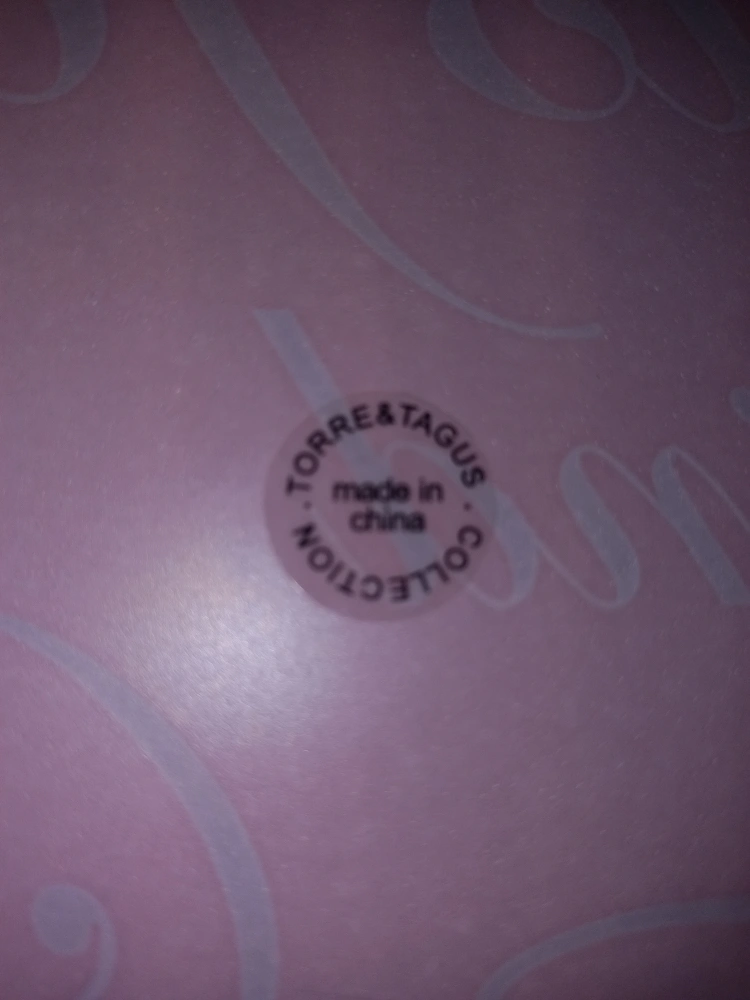 TORRE&TAGUS
made in
china
· COLLECTION ·